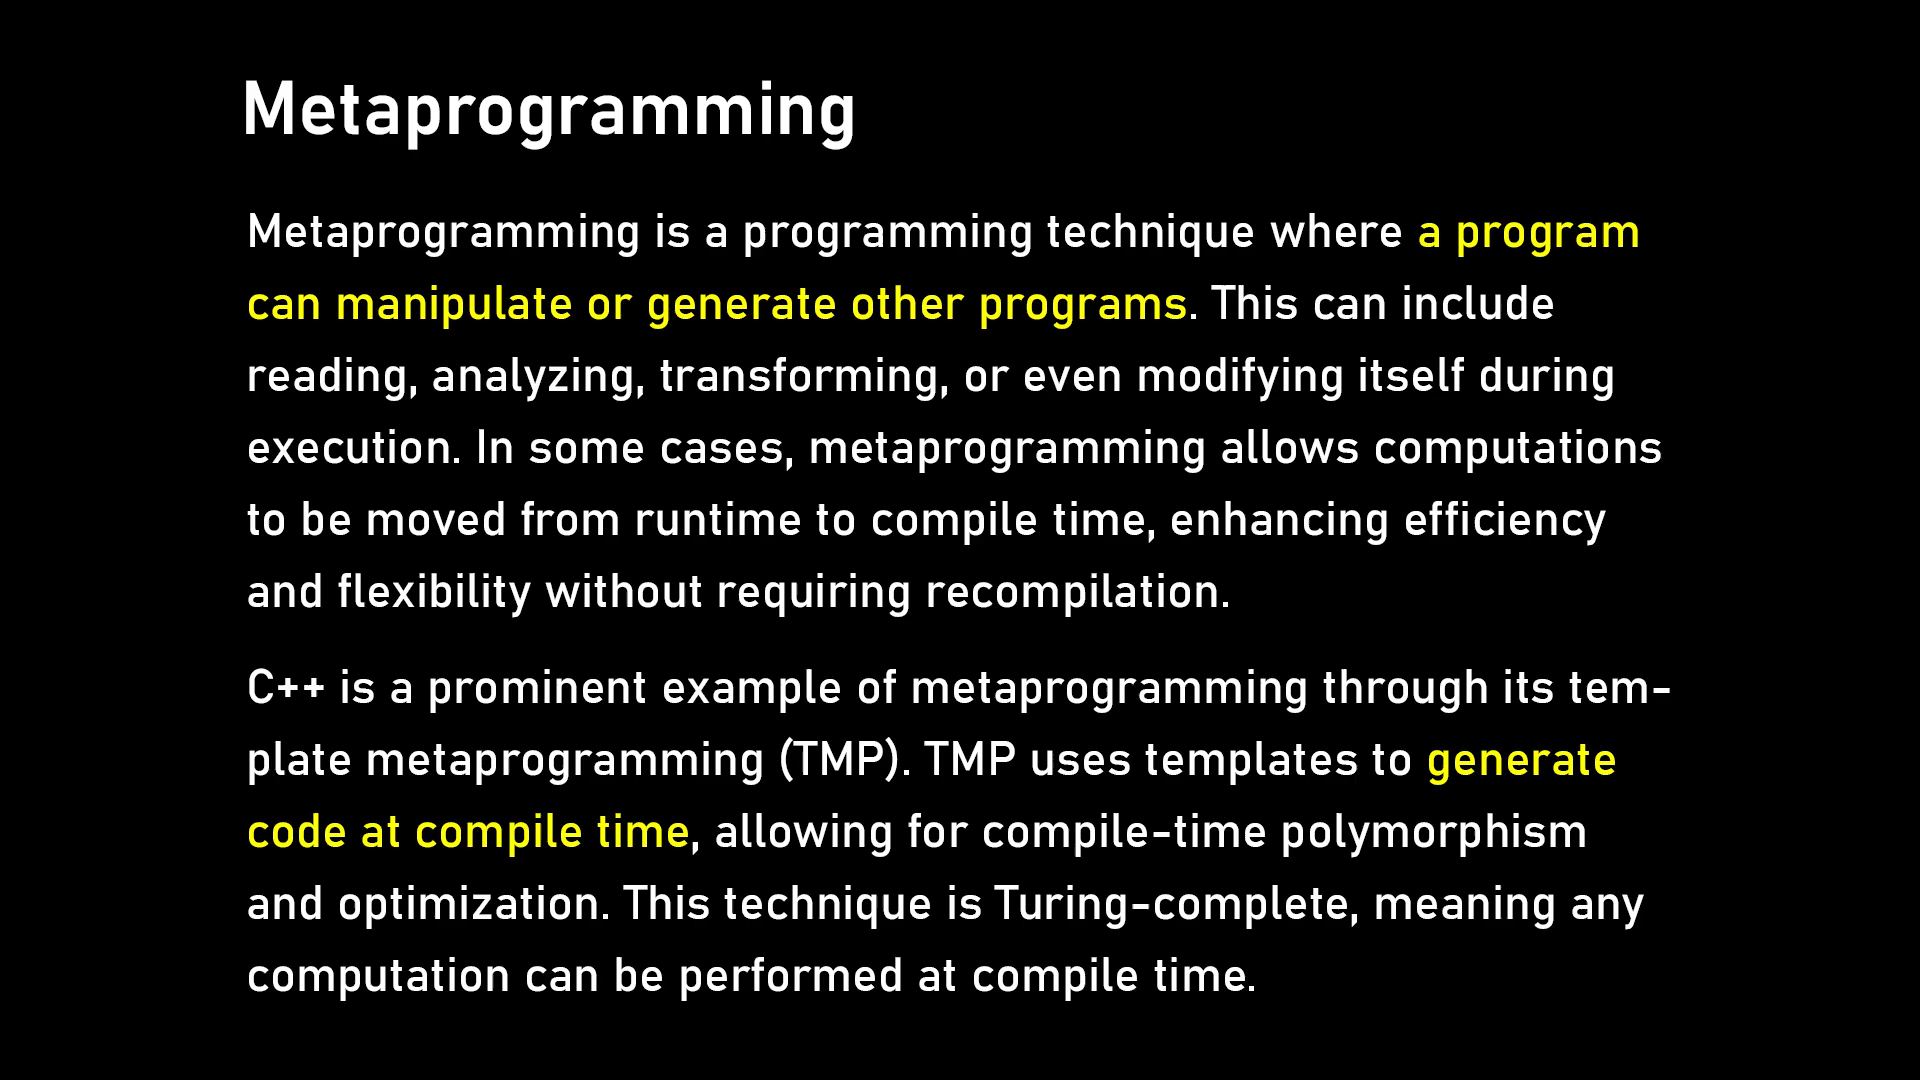 Metaprogramming
Metaprogramming is a programming technique where a program
can manipulate or generate other programs. This can include
reading, analyzing, transforming, or even modifying itself during
execution. In some cases, metaprogramming allows computations
to be moved from runtime to compile time, enhancing efficiency
and flexibility without requiring recompilation.
C++ is a prominent example of metaprogramming through its tem-
plate metaprogramming (TMP). TMP uses templates to generate
code at compile time, allowing for compile-time polymorphism
and optimization. This technique is Turing-complete, meaning any
computation can be performed at compile time.